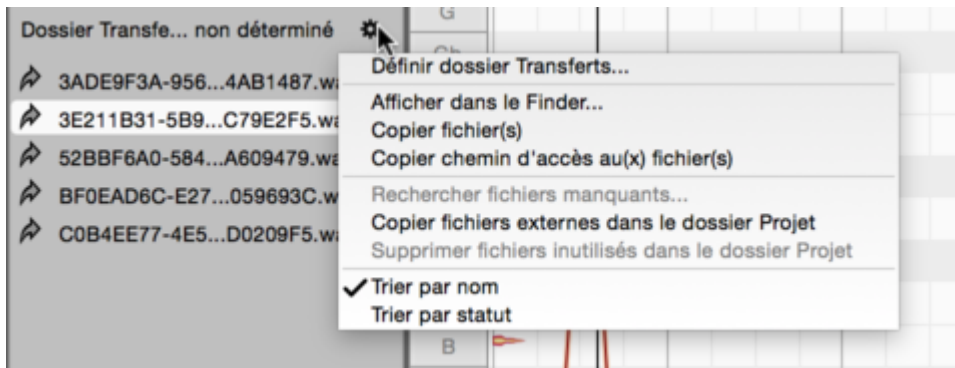 G
Dossier Transfe... non déterminé
Définir dossier Transferts...
3ADE9F3A-956...4AB1487.wa
Afficher dans le Finder...
3E211B31-5B9...C79E2F5.wa
Copier fichier(s)
52BBF6A0-584...A609479.wa
Copier chemin d'accès au(x) fichier(s)
BF0EAD6C-E27...059693C.w
Rechercher fichiers manquants...
Copier fichiers externes dans le dossier Projet
C0B4EE77-4E5...D0209F5.wa
Supprimer fichiers inutilisés dans le dossier Projet
Trier par nom
Trier par statut
B